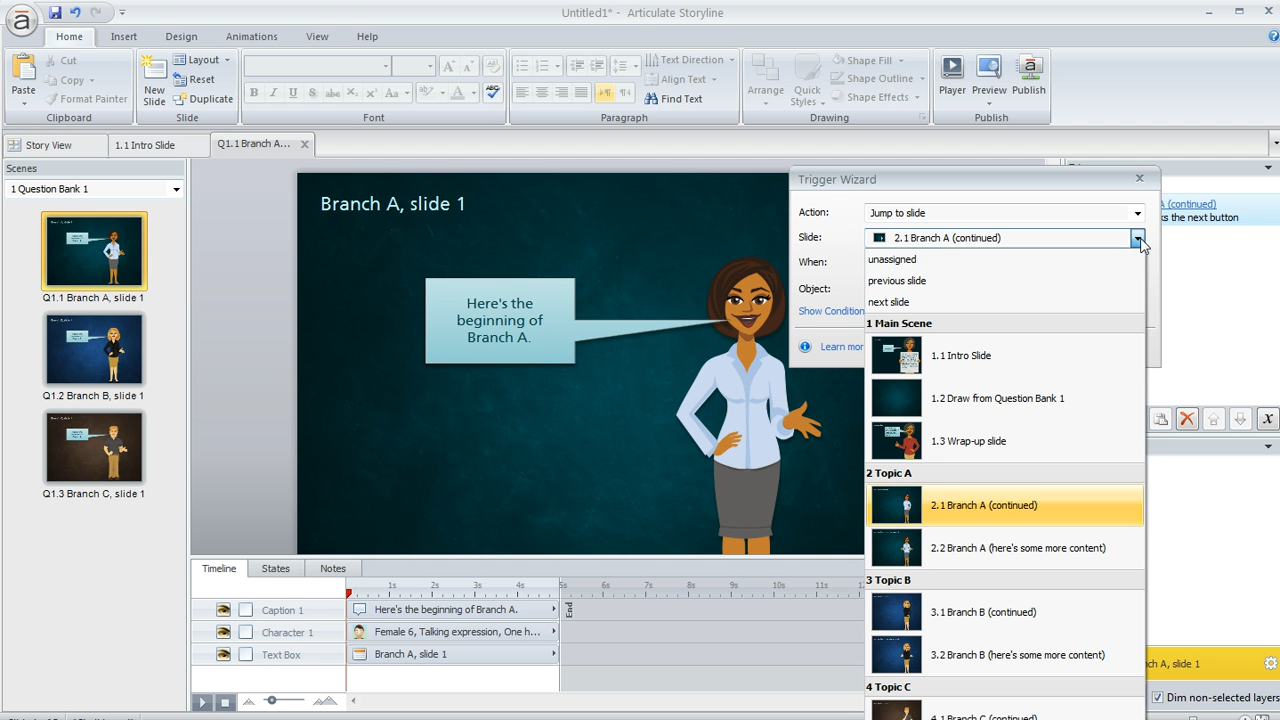 Untitled1* - Articulate Storyline
Home
Insert
Design
Animations
View
Help
Paste
Cut
Copy
Format Painter
Clipboard
New Slide
Layout
Reset
Duplicate
Slide
B I U S abc
Aa
A
ABC
Font
Text Direction
Align Text
Find Text
Paragraph
Arrange
Quick Styles
Shape Fill
Shape Outline
Shape Effects
Drawing
Player
Preview
Publish
Publish
Story View
1.1 Intro Slide
Q1.1 Branch A...
Scenes
1 Question Bank 1
Q1.1 Branch A, slide 1
Q1.2 Branch B, slide 1
Q1.3 Branch C, slide 1
Branch A, slide 1
Here's the
beginning of
Branch A.
Trigger Wizard
Action:
Jump to slide
Slide:
2.1 Branch A (continued)
When:
Object:
Show Condition
Learn mor
A (continued)
ks the next button
unassigned
previous slide
next slide
1 Main Scene
1.1 Intro Slide
1.2 Draw from Question Bank 1
1.3 Wrap-up slide
2 Topic A
2.1 Branch A (continued)
2.2 Branch A (here's some more content)
3 Topic B
3.1 Branch B (continued)
3.2 Branch B (here's some more content)
4 Topic C
4.1 Branch C (continued)
Timeline
States
Notes
1s 2s 3s 4s 5s 6s 7s 8s 9s 10s 11s
End
Caption 1
Here's the beginning of Branch A.
Character 1
Female 6, Talking expression, One h...
Text Box
Branch A, slide 1
ch A, slide 1
Dim non-selected layers